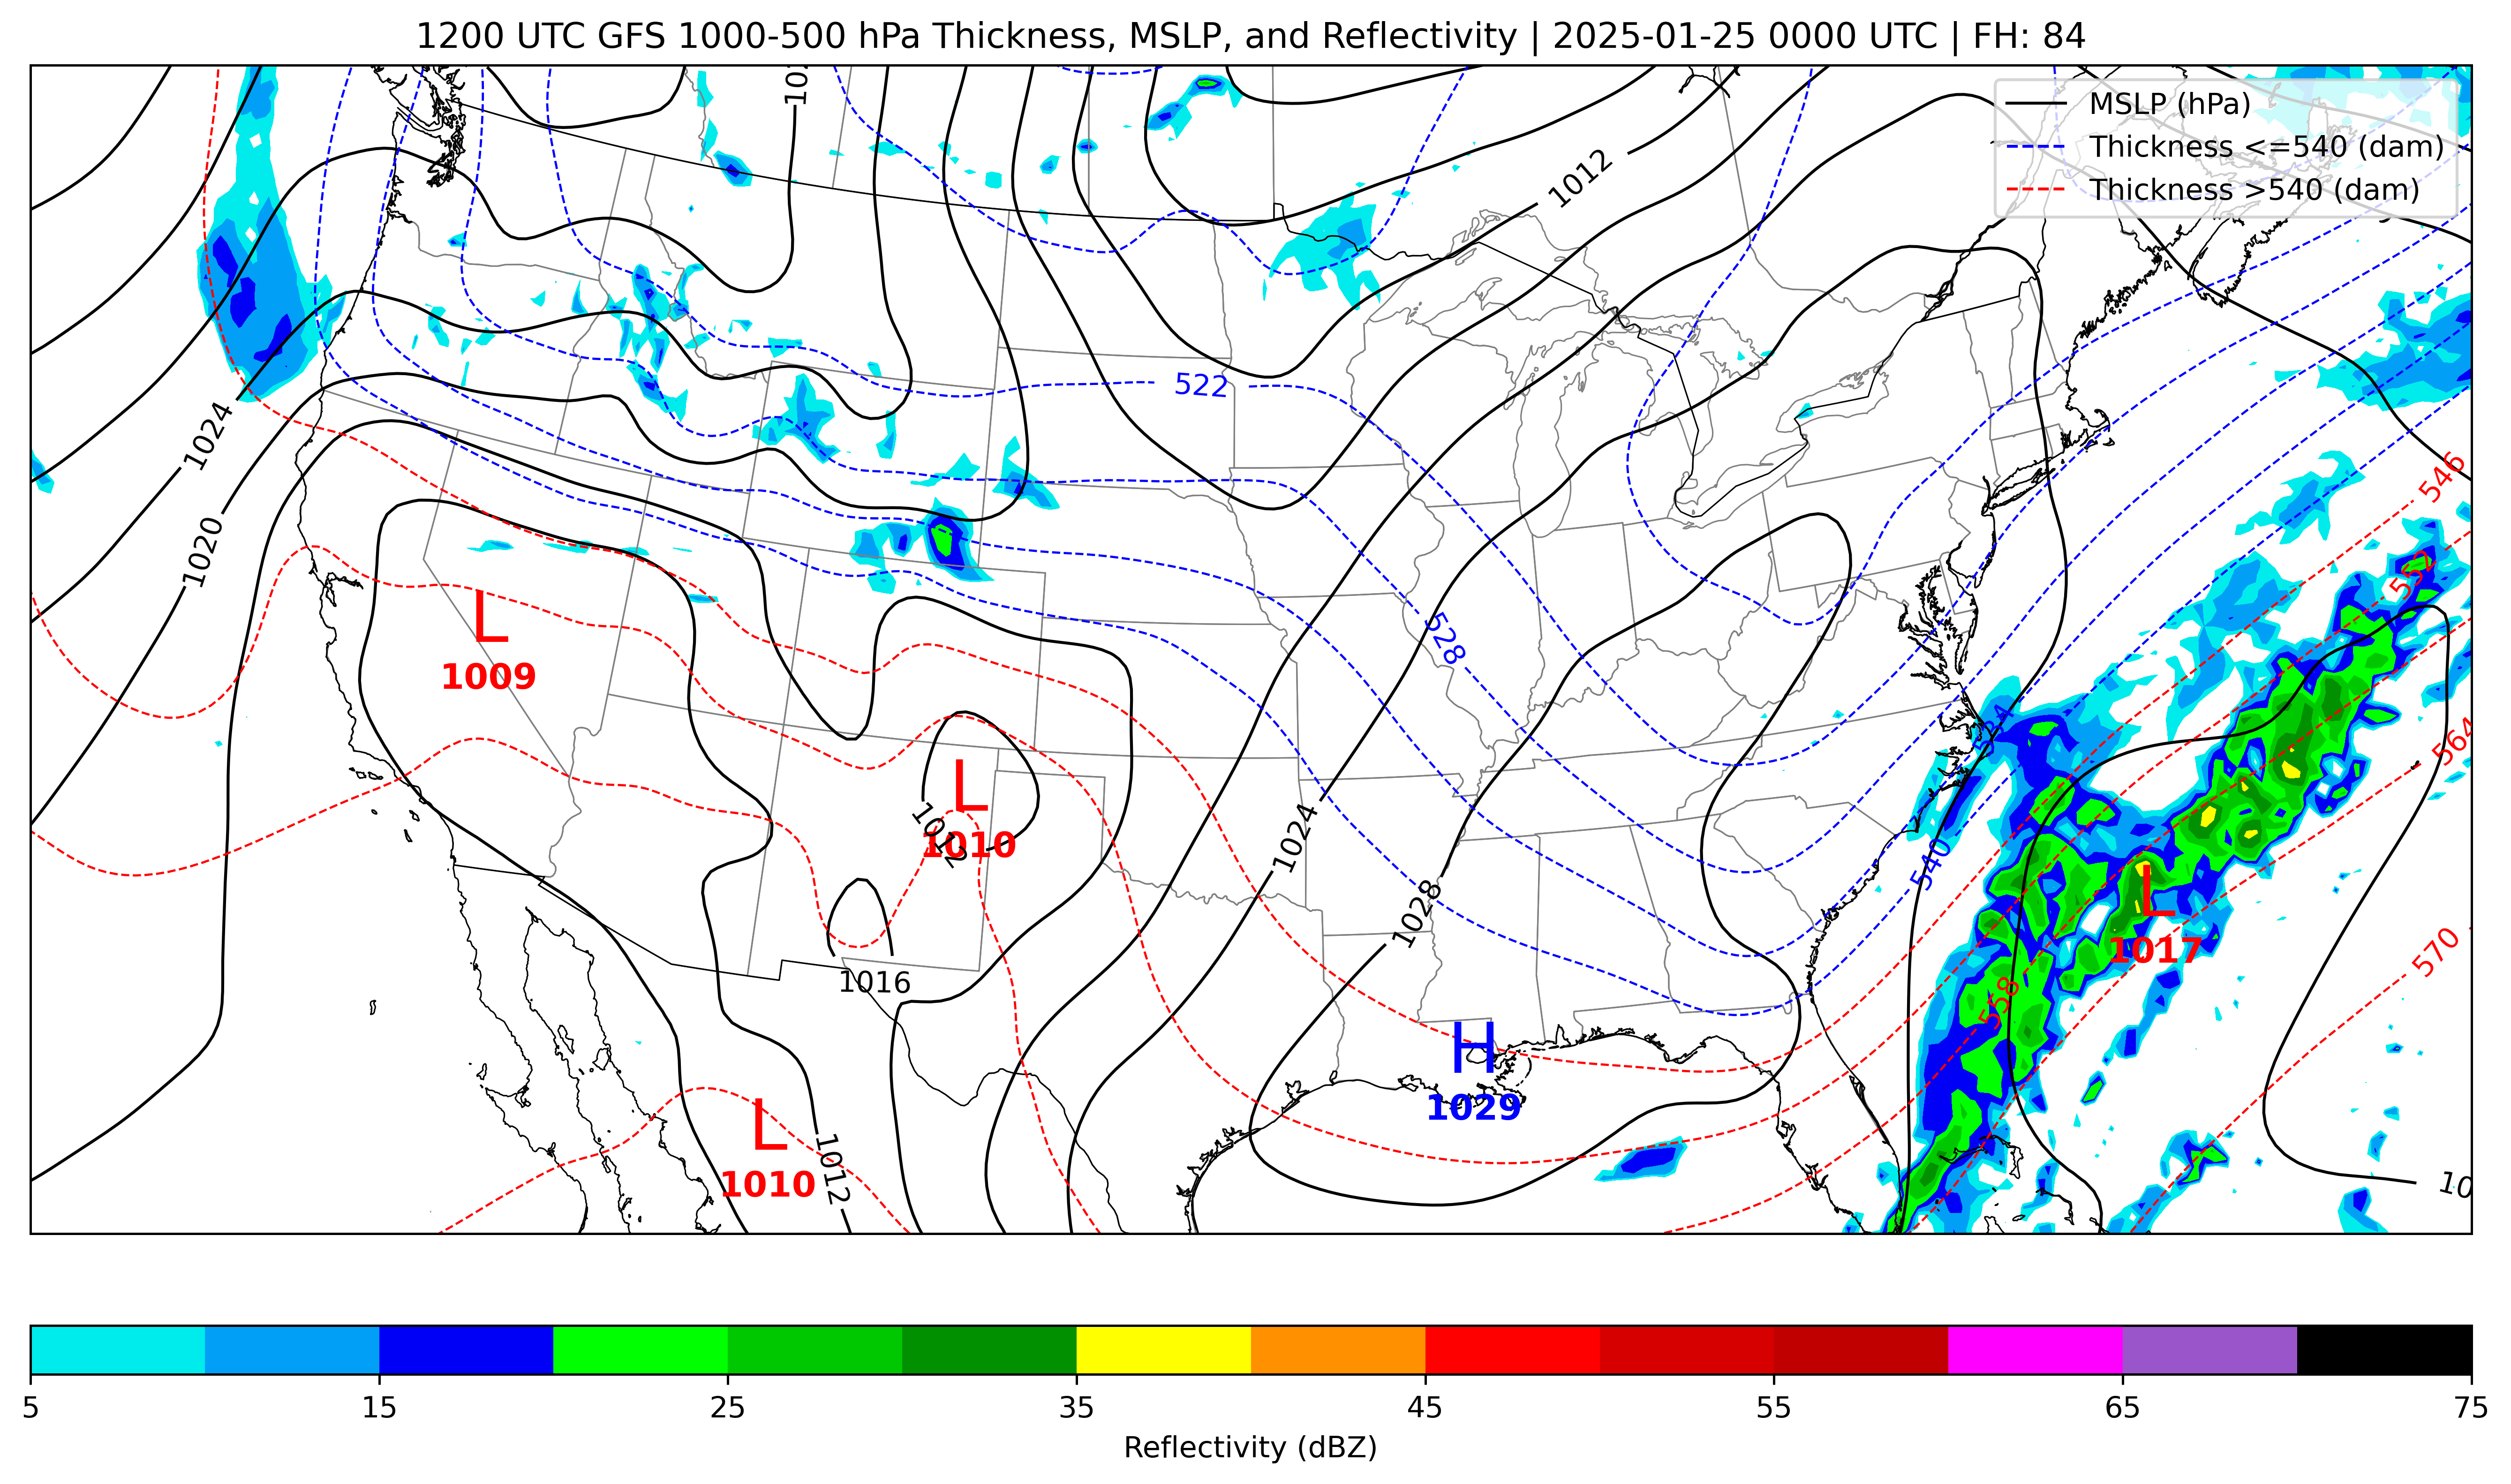 1200 UTC GFS 1000-500 hPa Thickness, MSLP, and Reflectivity | 2025-01-25 0000 UTC | FH: 84
MSLP (hPa)
Thickness <=540 (dam)
Thickness >540 (dam)
1012
522
1024
546
1020
552
L
1009
528
534
564
L
1012
1010
1024
540
L
1028
1017
570
1016
558
H
1029
L
1010
1012
5 15 25 35 45 55 65 75
Reflectivity (dBZ)